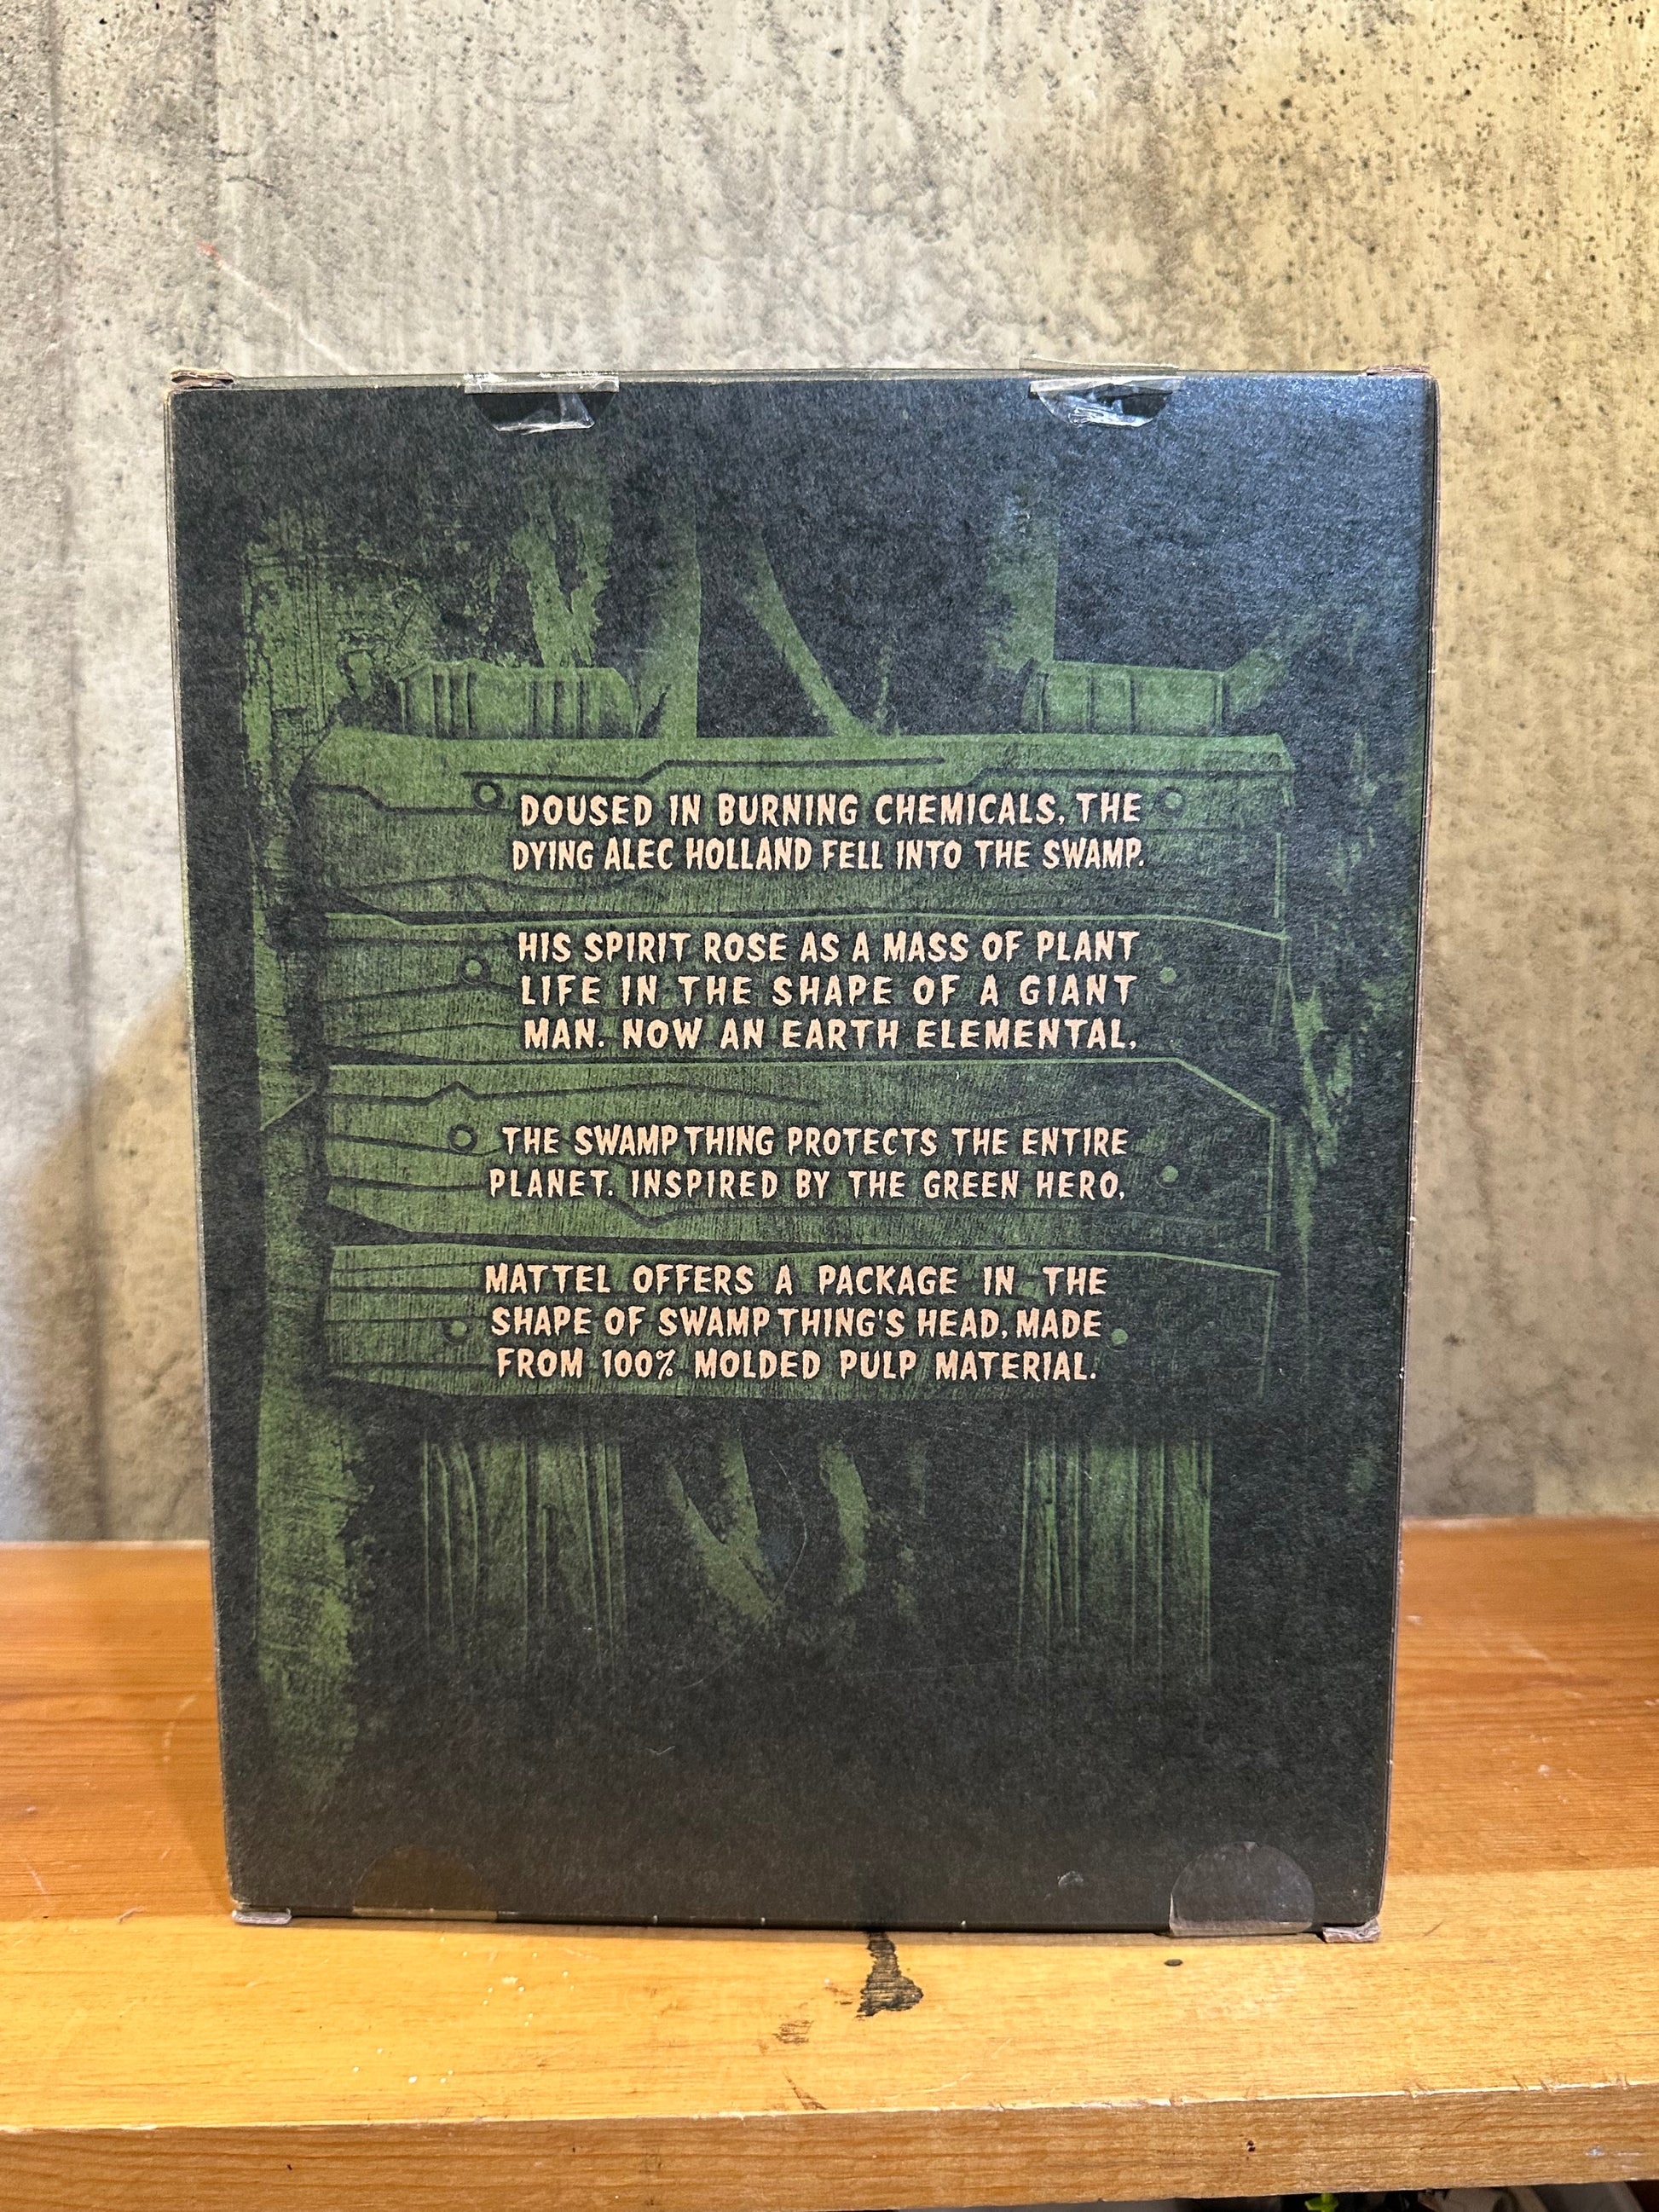 DOUSED IN BURNING CHEMICALS, THE
DYING ALEC HOLLAND FELL INTO THE SWAMP.
HIS SPIRIT ROSE AS A MASS OF PLANT
LIFE IN THE SHAPE OF A GIANT
MAN. NOW AN EARTH ELEMENTAL,
THE SWAMP THING PROTECTS THE ENTIRE
PLANET. INSPIRED BY THE GREEN HERO,
MATTEL OFFERS A PACKAGE IN THE
SHAPE OF SWAMP THING'S HEAD, MADE
FROM 100% MOLDED PULP MATERIAL.